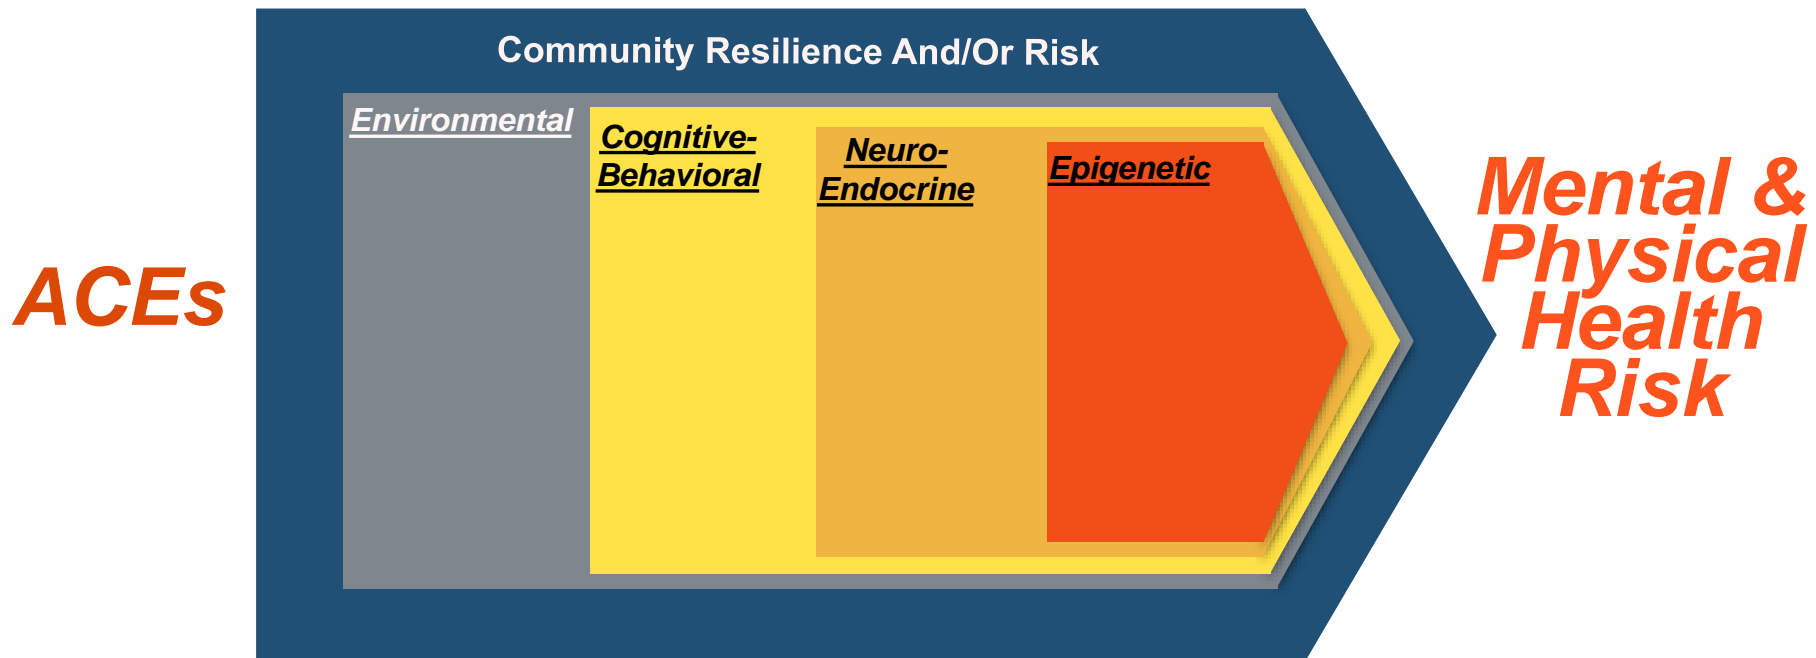 Community Resilience And/Or Risk
Environmental
Cognitive-
Behavioral
Neuro-
Endocrine
Epigenetic
ACEs
Mental &
Physical
Health
Risk